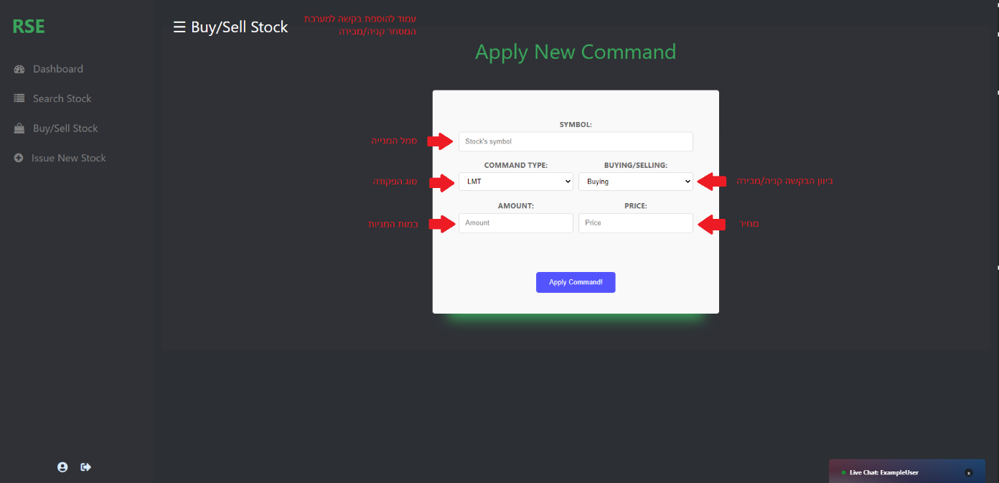 RSE
Dashboard
Search Stock
Buy/Sell Stock
Issue New Stock
☰ Buy/Sell Stock
עמוד להוספת בקשה למערכת
המסחר קניה/מכירה
Apply New Command
SYMBOL:
סמל המנייה
Stock's symbol
COMMAND TYPE:
BUYING/SELLING:
סוג הפקודה
LMT
Buying
כיוון הבקשה קניה/מכירה
AMOUNT:
PRICE:
כמות המניות
Amount
Price
מחיר
Apply Command!
Live Chat: ExampleUser
x